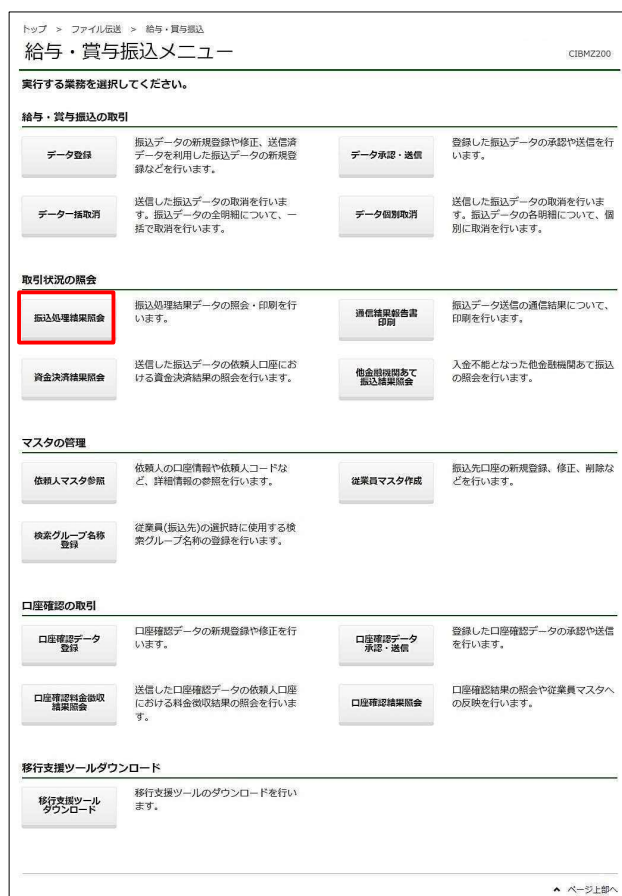 トップ > ファイル伝送 > 給与・賞与振込
給与・賞与振込メニュー
CIBMZ200
実行する業務を選択してください。
給与・賞与振込の取引
データ登録
振込データの新規登録や修正、送信済
データを利用した振込データの新規登
録などを行います。
データ承認・送信
登録した振込データの承認や送信を行
います。
データ一括取消
送信した振込データの取消を行いま
す。振込データの全明細について、一
括で取消を行います。
データ個別取消
送信した振込データの取消を行いま
す。振込データの各明細について、個
別に取消を行います。
取引状況の照会
振込処理結果照会
振込処理結果データの照会・印刷を行
います。
通信結果報告書
印刷
振込データ送信の通信結果について、
印刷を行います。
資金決済結果照会
送信した振込データの依頼人口座にお
ける資金決済結果の照会を行います。
他金融機関あて
振込結果照会
入金不能となった他金融機関あて振込
の照会を行います。
マスタの管理
依頼人マスタ参照
依頼人の口座情報や依頼人コードな
ど、詳細情報の参照を行います。
従業員マスタ作成
振込先口座の新規登録、修正、削除な
どを行います。
検索グループ名称
登録
従業員(振込先)の選択時に使用する検
索グループ名称の登録を行います。
口座確認の取引
口座確認データ
登録
口座確認データの新規登録や修正を行
います。
口座確認データ
承認・送信
登録した口座確認データの承認や送信
を行います。
口座確認料金徴収
結果照会
送信した口座確認データの依頼人口座
における料金徴収結果の照会を行いま
す。
口座確認結果照会
口座確認結果の照会や従業員マスタへ
の反映を行います。
移行支援ツールダウンロード
移行支援ツール
ダウンロード
移行支援ツールのダウンロードを行い
ます。
ページ上部へ